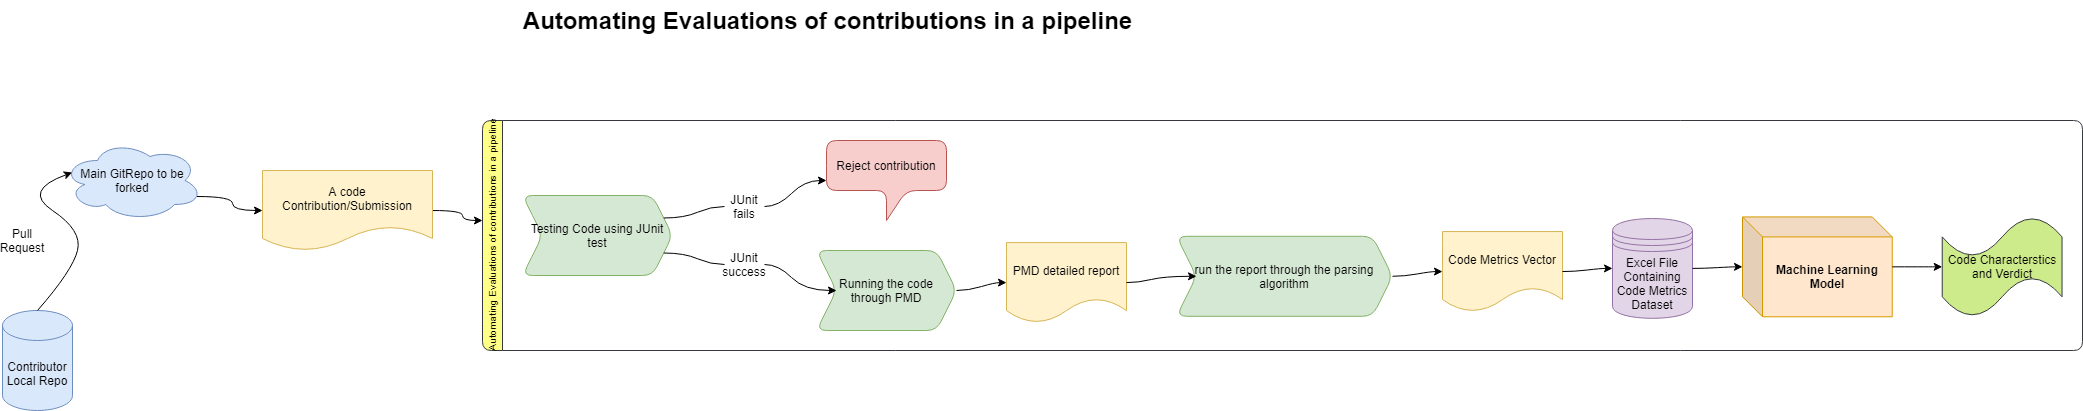 Automating Evaluations of contributions in a pipeline
Main GitRepo to be
forked
Pull
Request
Contributor
Local Repo
A code
Contribution/Submission
Automating Evaluations of contributions in a pipeline
Testing Code using JUnit
test
JUnit
fails
Reject contribution
JUnit
success
Running the code
through PMD
PMD detailed report
run the report through the parsing
algorithm
Code Metrics Vector
Excel File
Containing
Code Metrics
Dataset
Machine Learning
Model
Code Characterstics
and Verdict